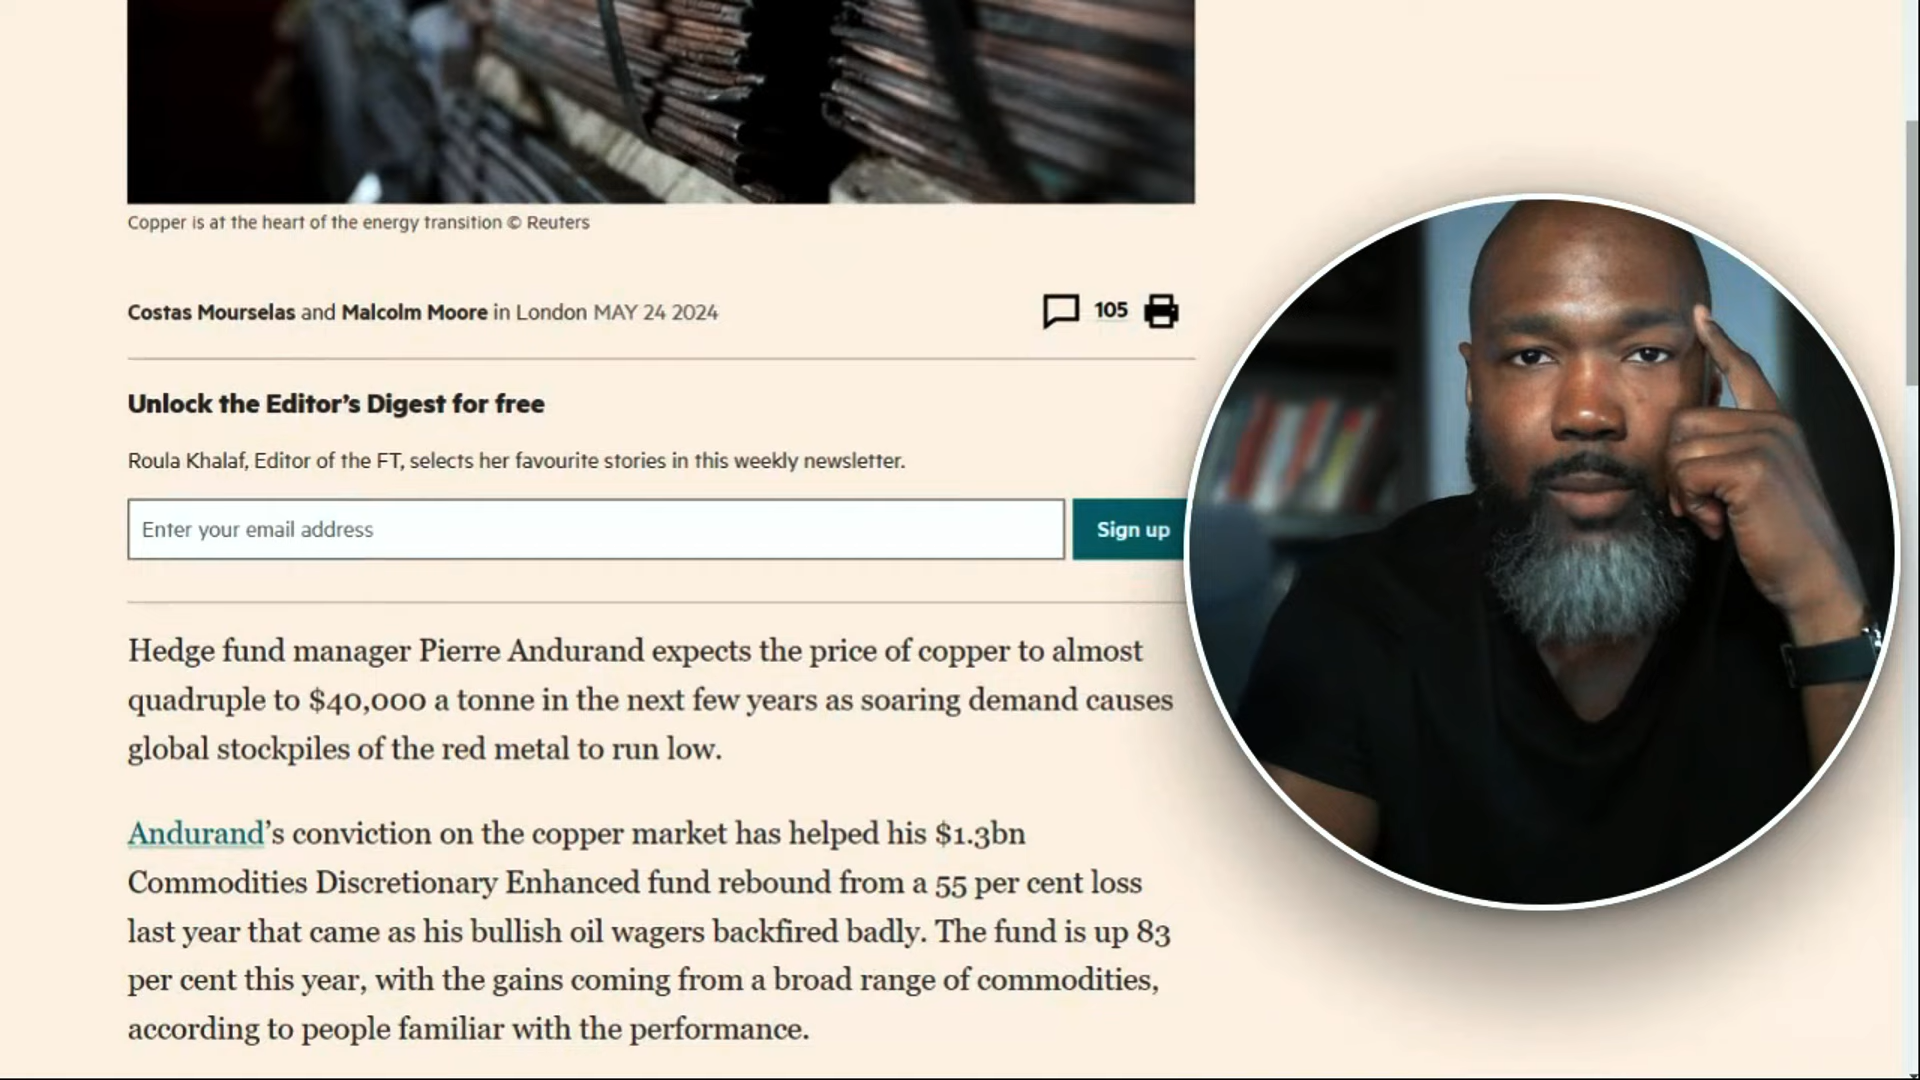 Copper is at the heart of the energy transition © Reuters
Costas Mourselas and Malcolm Moore in London MAY 24 2024
105
Unlock the Editor’s Digest for free
Roula Khalaf, Editor of the FT, selects her favourite stories in this weekly newsletter.
Enter your email address
Sign up
Hedge fund manager Pierre Andurand expects the price of copper to almost
quadruple to $40,000 a tonne in the next few years as soaring demand causes
global stockpiles of the red metal to run low.
Andurand’s conviction on the copper market has helped his $1.3bn
Commodities Discretionary Enhanced fund rebound from a 55 per cent loss
last year that came as his bullish oil wagers backfired badly. The fund is up 83
per cent this year, with the gains coming from a broad range of commodities,
according to people familiar with the performance.